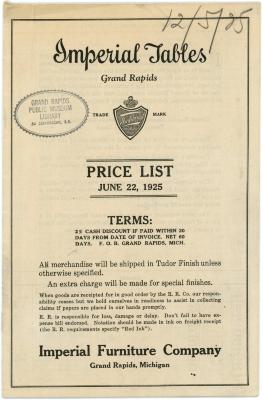 12/5/25
Imperial Tables
Grand Rapids
GRAND RAPIDS
PUBLIC MUSEUM
LIBRARY
TRADE MARK
PRICE LIST
JUNE 22, 1925
TERMS:
2% CASH DISCOUNT IF PAID WITHIN 30
DAYS FROM DATE OF INVOICE. NET 60
DAYS. F. O. B. GRAND RAPIDS, MICH.
All merchandise will be shipped in Tudor Finish unless
otherwise specified.
An extra charge will be made for special finishes.
When goods are receipted for in good order by the R. R. Co. our respon-
sibility ceases but we hold ourselves in readiness to assist in collecting
claims if papers are placed in our hands promptly.
R. R. is responsible for loss, damage or delay. Don't fail to have ex-
pense bill endorsed. Notation should be made in ink on freight receipt
(the R. R. requirements specify "Red Ink").
Imperial Furniture Company
Grand Rapids, Michigan